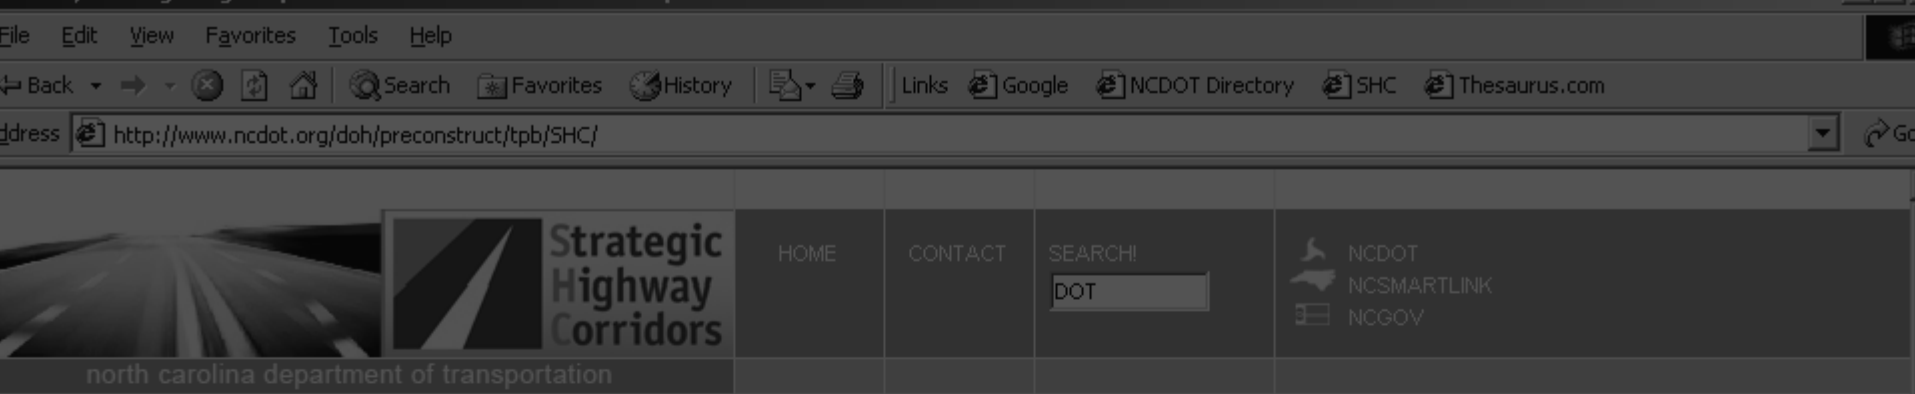 File Edit View Favorites Tools Help
Back Search Favorites History Links Google NCDOT Directory SHC Thesaurus.com
Address http://www.ncdot.org/doh/preconstruct/tpb/SHC/ Go
Strategic
Highway
Corridors
HOME CONTACT SEARCH!
DOT
NCDOT
NCSMARTLINK
NCGOV
north carolina department of transportation